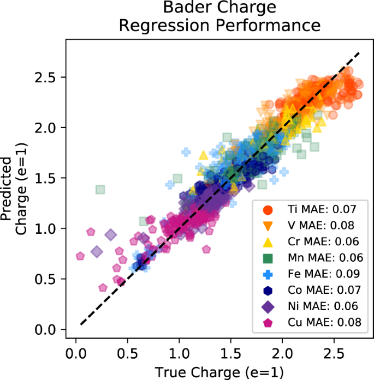 Bader Charge
Regression Performance
Predicted
Charge (e=1)
2.5
2.0
1.5
1.0
0.5
0.0
Ti MAE: 0.07
V MAE: 0.08
Cr MAE: 0.06
Mn MAE: 0.06
Fe MAE: 0.09
Co MAE: 0.07
Ni MAE: 0.06
Cu MAE: 0.08
0.0 0.5 1.0 1.5 2.0 2.5
True Charge (e=1)